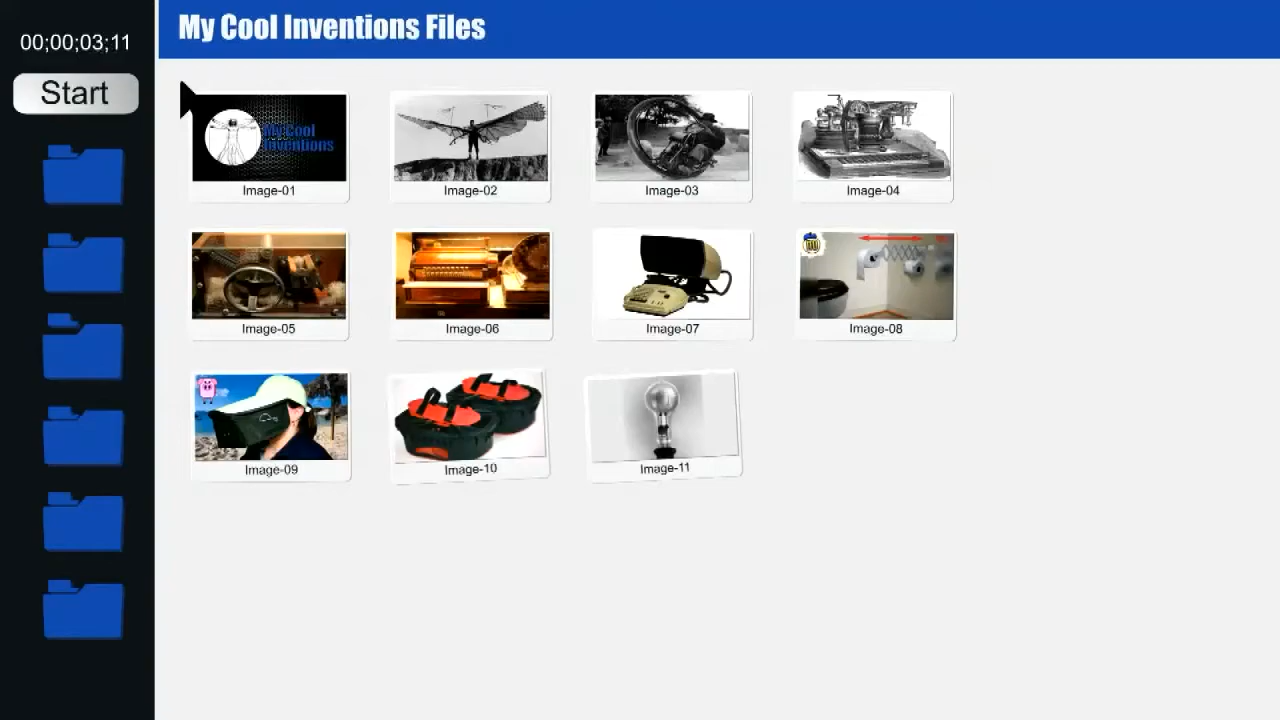 My Cool Inventions Files
00;00;03;11
Start
My Cool
Inventions
Image-01
Image-02
Image-03
Image-04
Image-05
Image-06
Image-07
Image-08
Image-09
Image-10
Image-11